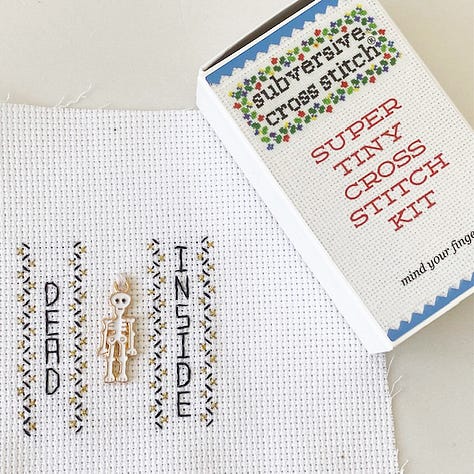 subversive
cross stitch®
SUPER
TINY
CROSS
STITCH
KIT
mind your finge
DEAD
INSIDE